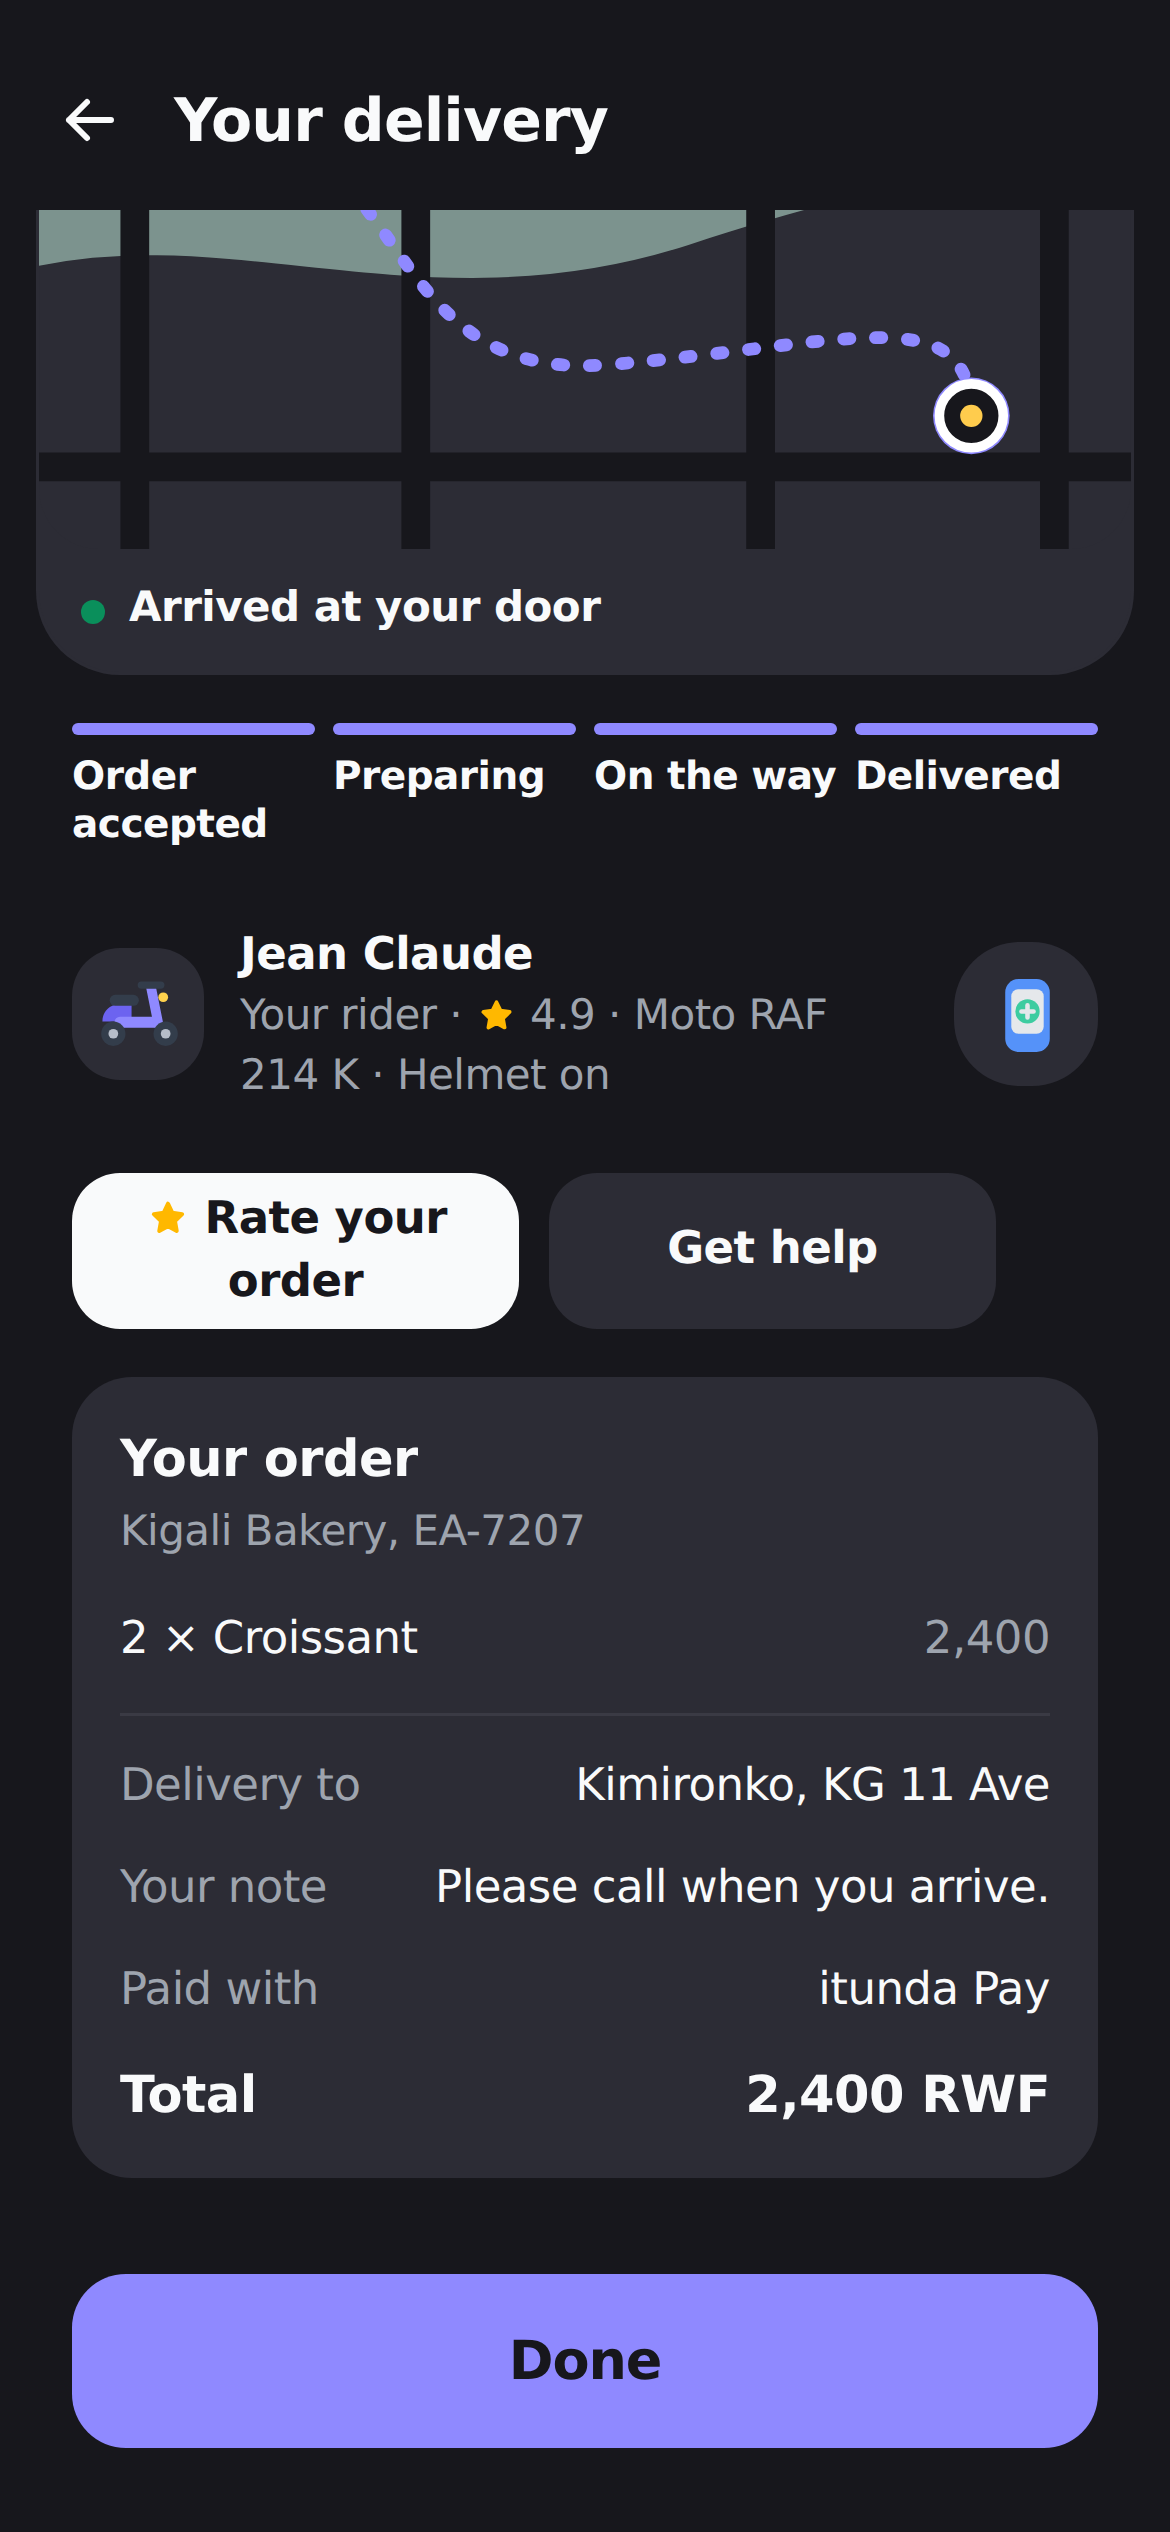 Your delivery
Arrived at your door
Order accepted
Preparing
On the way
Delivered
Jean Claude
Your rider · ⭐ 4.9 · Moto RAF
214 K · Helmet on
⭐ Rate your
order
Get help
Your order
Kigali Bakery, EA-7207
2 × Croissant 2,400
Delivery to Kimironko, KG 11 Ave
Your note Please call when you arrive.
Paid with itunda Pay
Total 2,400 RWF
Done